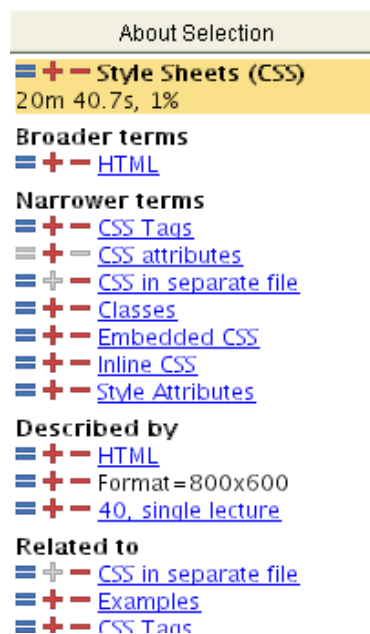 About Selection
Style Sheets (CSS)
20m 40.7s, 1%
Broader terms
HTML
Narrower terms
CSS Tags
CSS attributes
CSS in separate file
Classes
Embedded CSS
Inline CSS
Style Attributes
Described by
HTML
Format=800x600
40, single lecture
Related to
CSS in separate file
Examples
CSS Tags